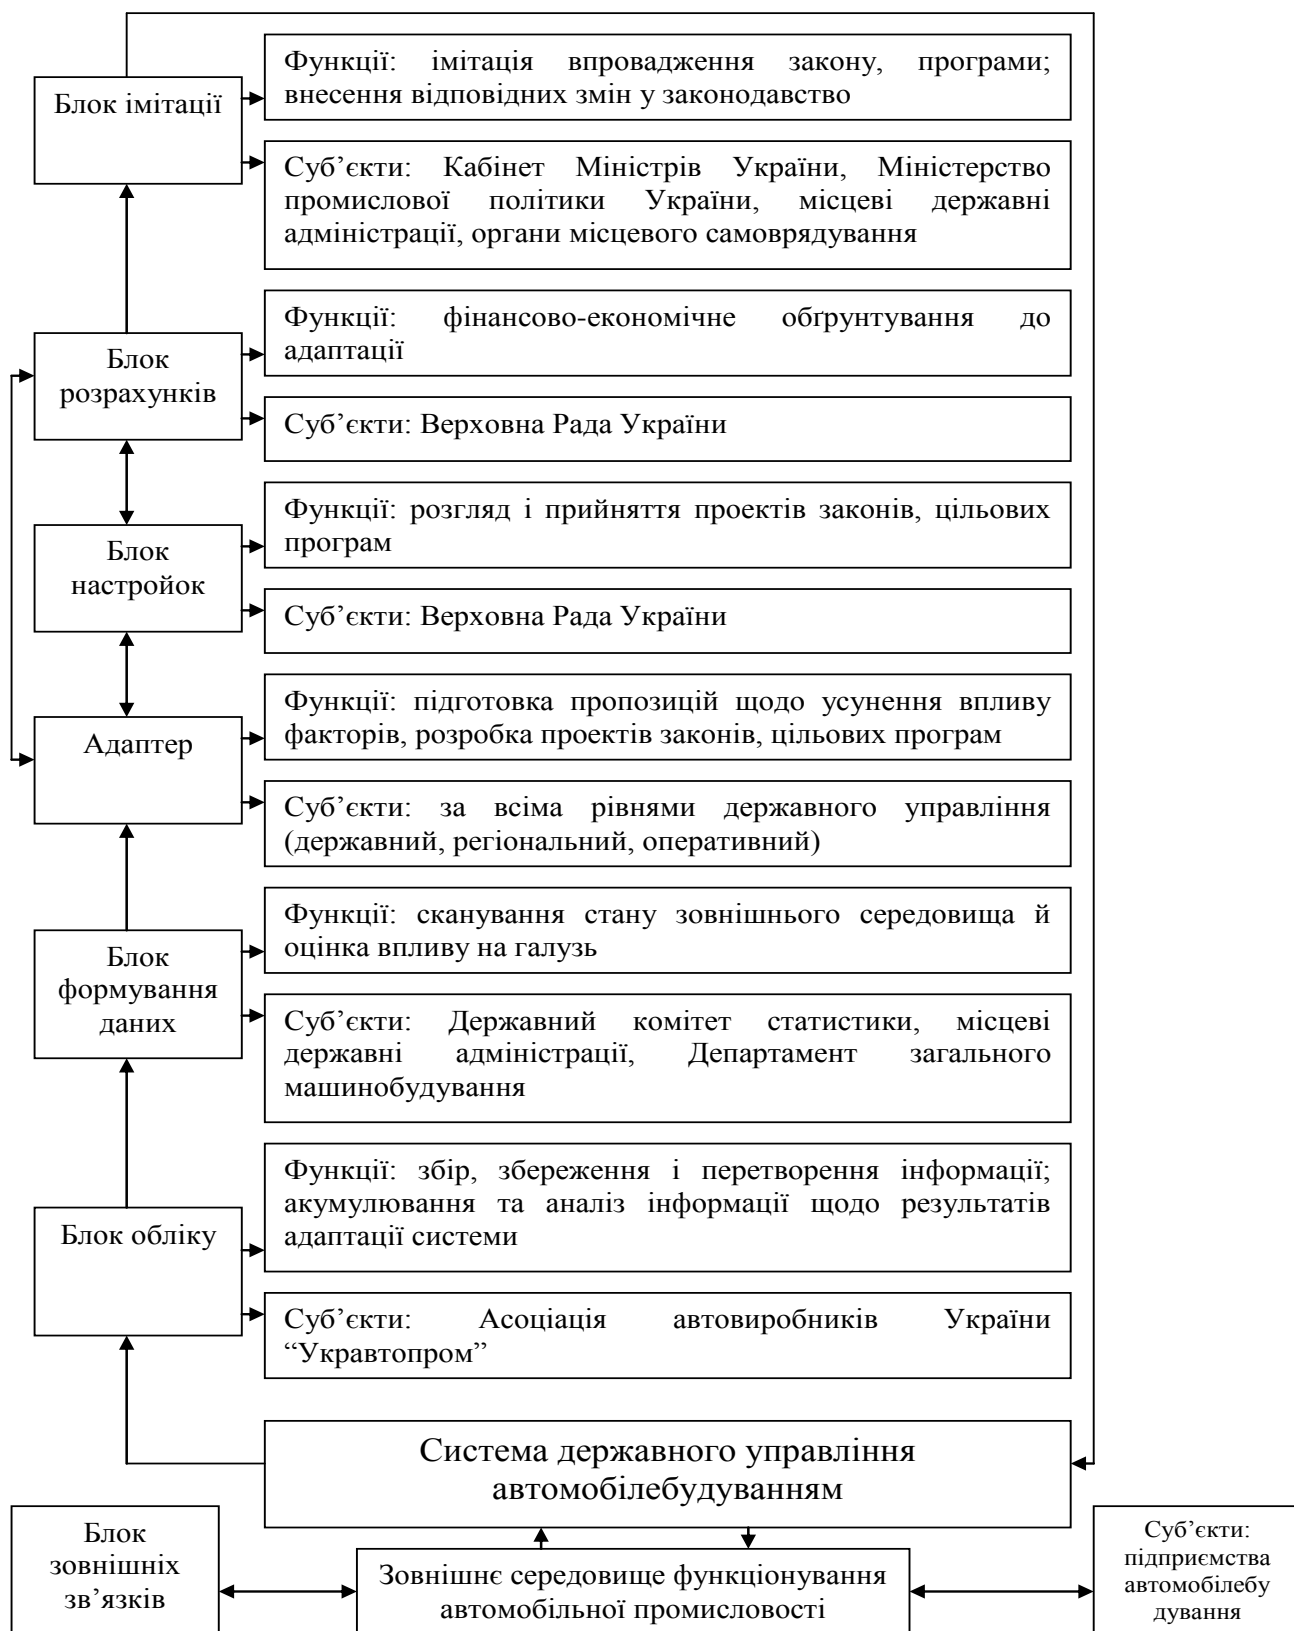 Блок імітації
Функції: імітація впровадження закону, програми;
внесення відповідних змін у законодавство
Суб’єкти: Кабінет Міністрів України, Міністерство
промислової політики України, місцеві державні
адміністрації, органи місцевого самоврядування
Блок
розрахунків
Функції: фінансово-економічне обґрунтування до
адаптації
Суб’єкти: Верховна Рада України
Блок
настройок
Функції: розгляд і прийняття проектів законів, цільових
програм
Суб’єкти: Верховна Рада України
Адаптер
Функції: підготовка пропозицій щодо усунення впливу
факторів, розробка проектів законів, цільових програм
Суб’єкти: за всіма рівнями державного управління
(державний, регіональний, оперативний)
Блок
формування
даних
Функції: сканування стану зовнішнього середовища й
оцінка впливу на галузь
Суб’єкти: Державний комітет статистики, місцеві
державні адміністрації, Департамент загального
машинобудування
Блок обліку
Функції: збір, збереження і перетворення інформації;
акумулювання та аналіз інформації щодо результатів
адаптації системи
Суб’єкти: Асоціація автовиробників України
“Укравтопром”
Система державного управління
автомобілебудуванням
Блок
зовнішніх
зв’язків
Зовнішнє середовище функціонування
автомобільної промисловості
Суб’єкти:
підприємства
автомобілебу
дування